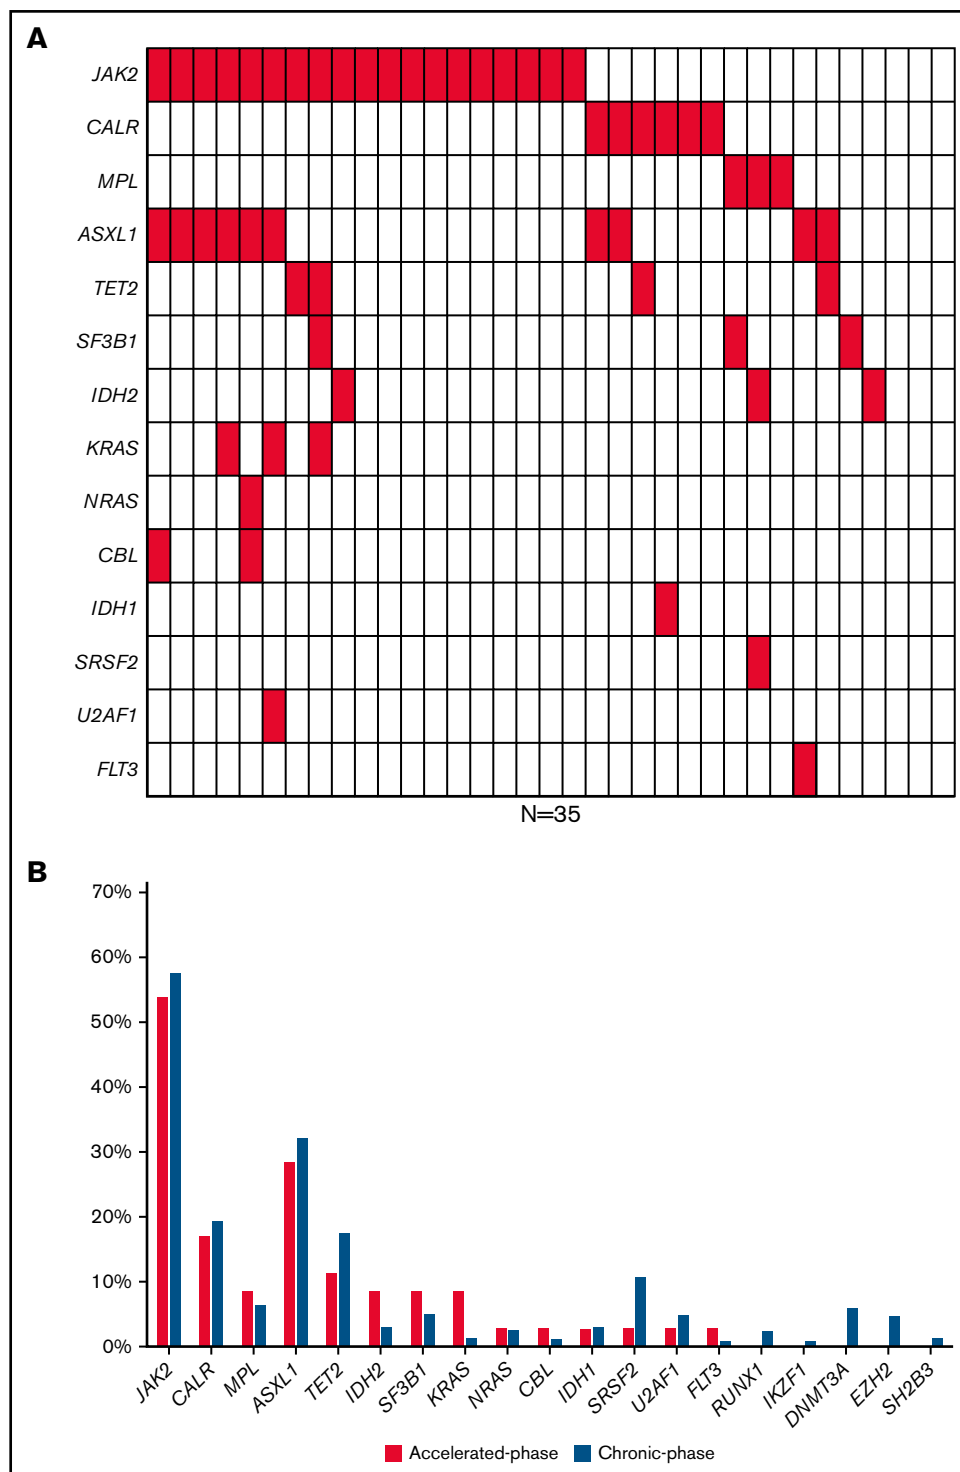 A
JAK2
CALR
MPL
ASXL1
TET2
SF3B1
IDH2
KRAS
NRAS
CBL
IDH1
SRSF2
U2AF1
FLT3
N=35
B
70%
60%
50%
40%
30%
20%
10%
0%
JAK2 CALR MPL ASXL1 TET2 IDH2 SF3B1 KRAS NRAS CBL IDH1 SRSF2 U2AF1 FLT3 RUNX1 IKZF1 DNMT3A EZH2 SH2B3
Accelerated-phase Chronic-phase